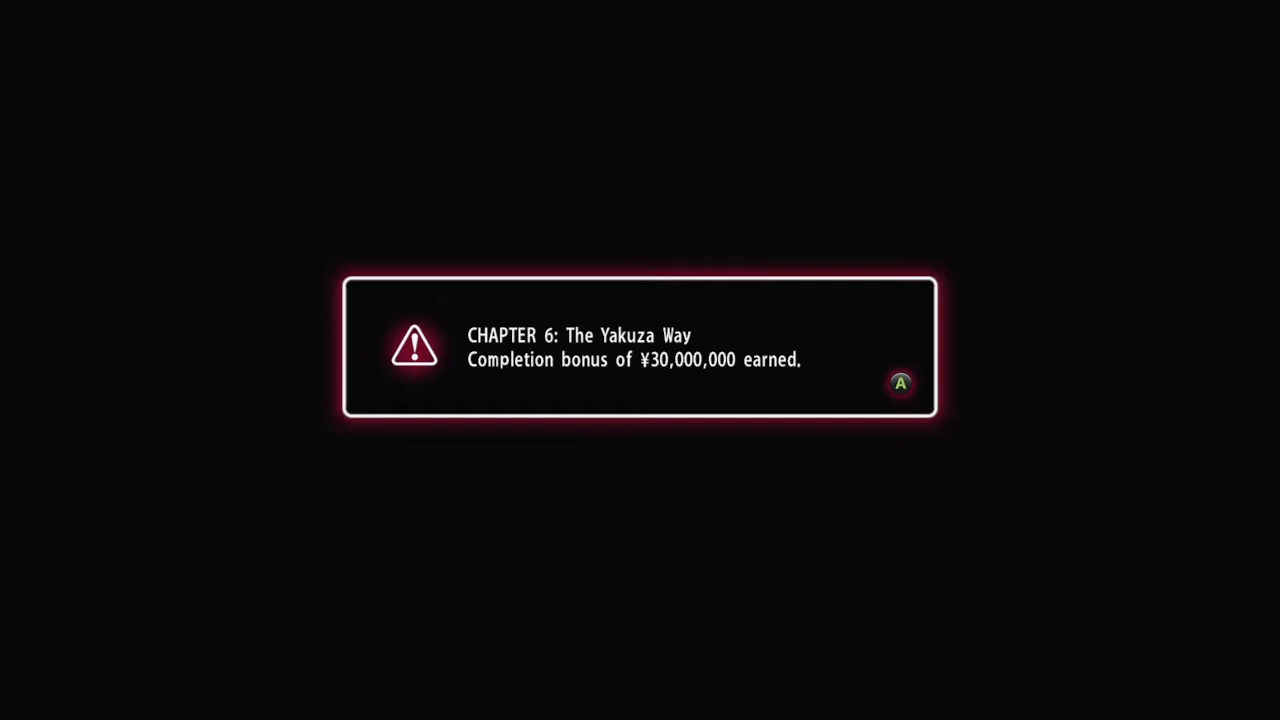 CHAPTER 6: The Yakuza Way
Completion bonus of ¥30,000,000 earned.
A